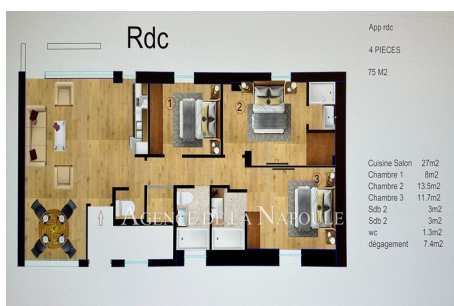 Rdc
App rdc
4 PIECES
75 M2
1
2
3
AGENCE DE LA NAPOULE
Cuisine Salon 27m2
Chambre 1 8m2
Chambre 2 13.5m2
Chambre 3 11.7m2
Sdb 2 3m2
Sdb 2 3m2
wc 1.3m2
dégagement 7.4m2